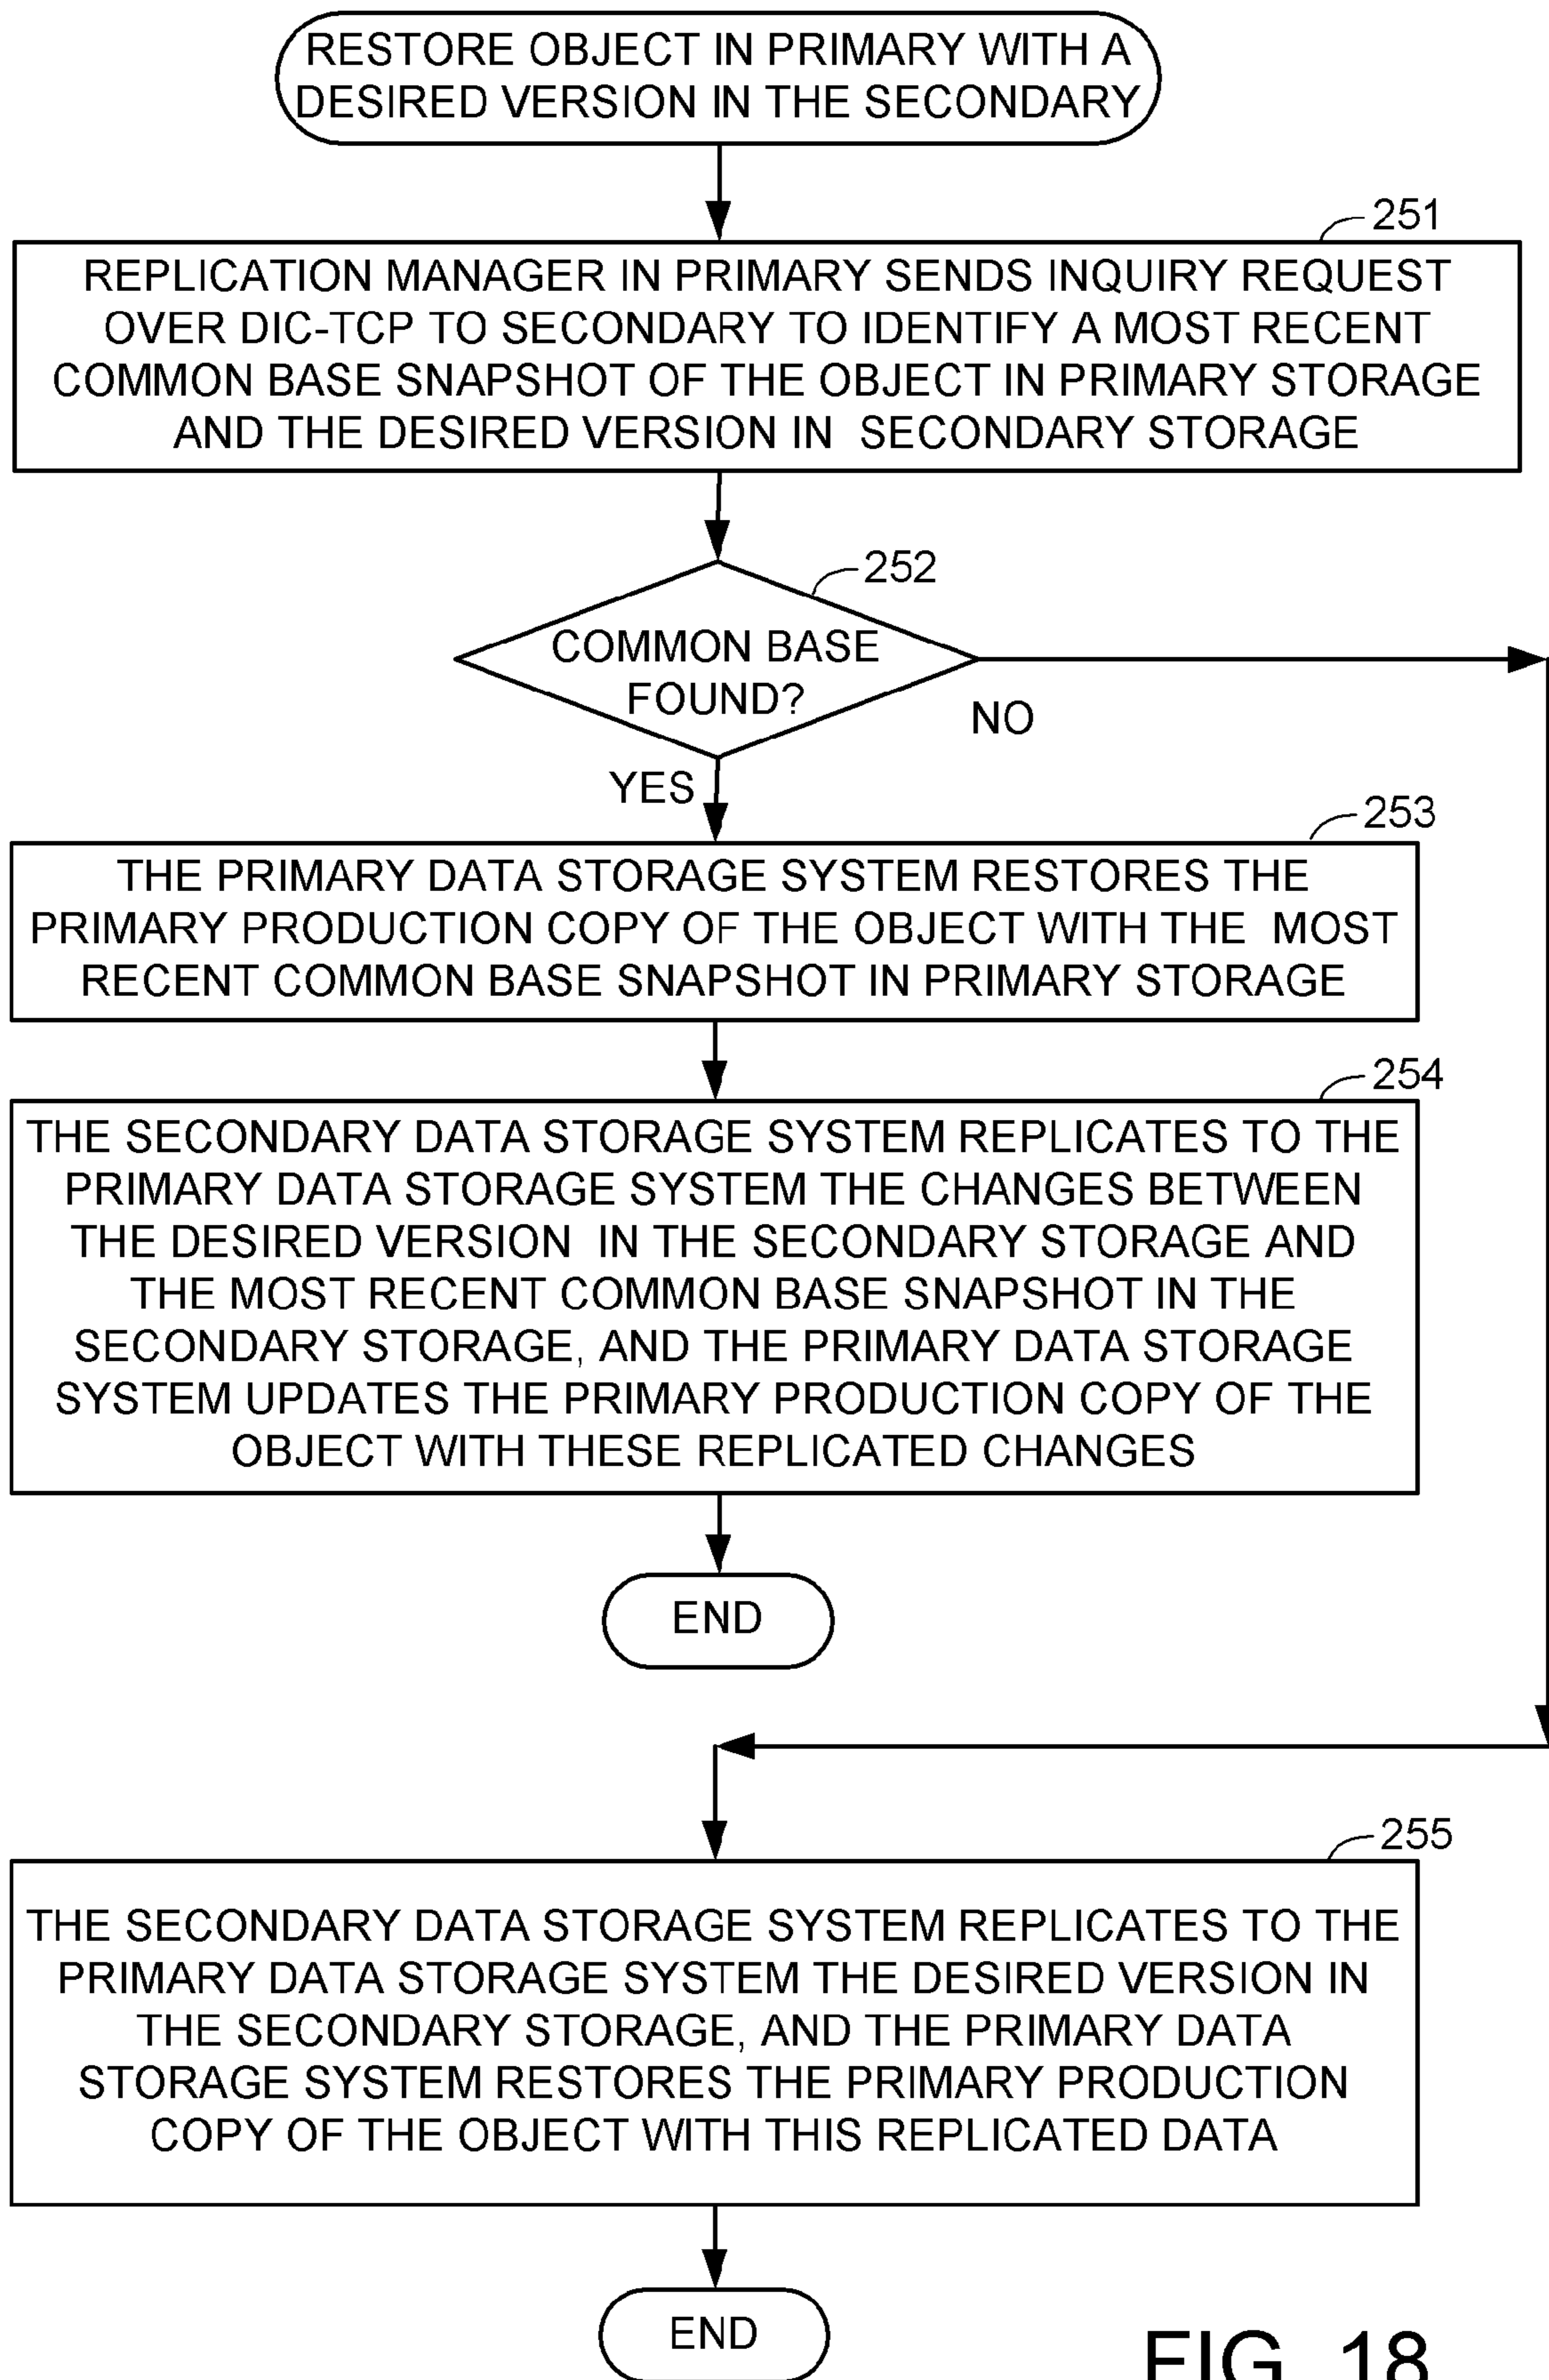 RESTORE OBJECT IN PRIMARY WITH A
DESIRED VERSION IN THE SECONDARY
251
REPLICATION MANAGER IN PRIMARY SENDS INQUIRY REQUEST
OVER DIC-TCP TO SECONDARY TO IDENTIFY A MOST RECENT
COMMON BASE SNAPSHOT OF THE OBJECT IN PRIMARY STORAGE
AND THE DESIRED VERSION IN SECONDARY STORAGE
252
COMMON BASE
FOUND?
NO
YES
253
THE PRIMARY DATA STORAGE SYSTEM RESTORES THE
PRIMARY PRODUCTION COPY OF THE OBJECT WITH THE MOST
RECENT COMMON BASE SNAPSHOT IN PRIMARY STORAGE
254
THE SECONDARY DATA STORAGE SYSTEM REPLICATES TO THE
PRIMARY DATA STORAGE SYSTEM THE CHANGES BETWEEN
THE DESIRED VERSION IN THE SECONDARY STORAGE AND
THE MOST RECENT COMMON BASE SNAPSHOT IN THE
SECONDARY STORAGE, AND THE PRIMARY DATA STORAGE
SYSTEM UPDATES THE PRIMARY PRODUCTION COPY OF THE
OBJECT WITH THESE REPLICATED CHANGES
END
255
THE SECONDARY DATA STORAGE SYSTEM REPLICATES TO THE
PRIMARY DATA STORAGE SYSTEM THE DESIRED VERSION IN
THE SECONDARY STORAGE, AND THE PRIMARY DATA
STORAGE SYSTEM RESTORES THE PRIMARY PRODUCTION
COPY OF THE OBJECT WITH THIS REPLICATED DATA
END
FIG. 18